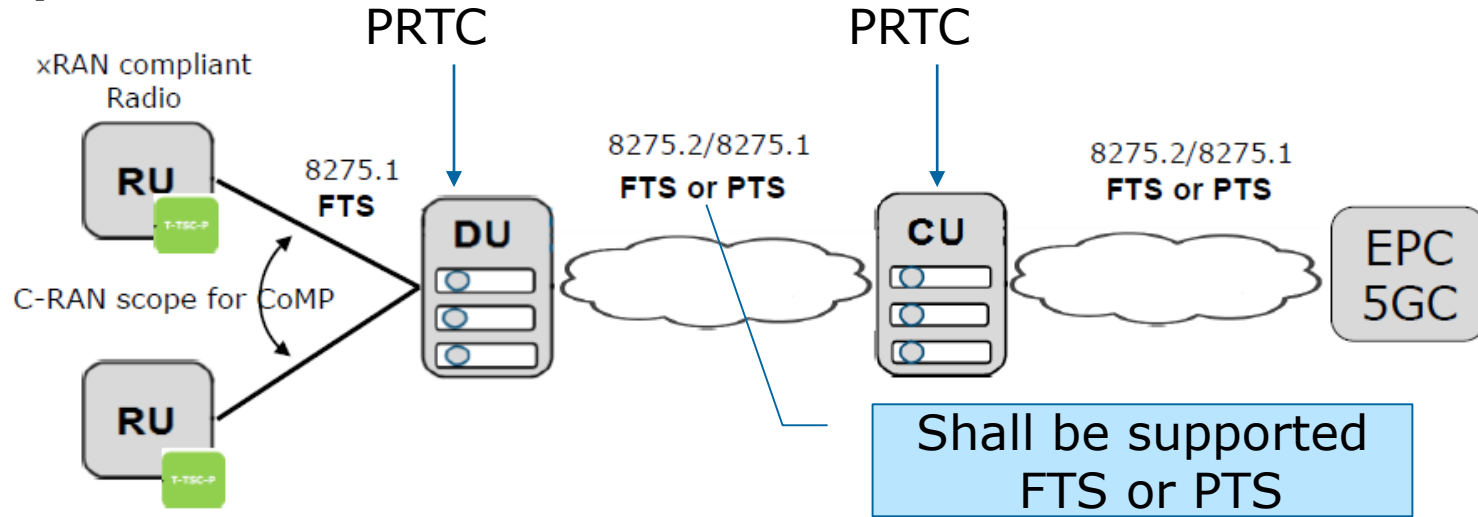 PRTC
PRTC
xRAN compliant
Radio
RU
T-TSC-P
8275.1
FTS
8275.2/8275.1
FTS or PTS
8275.2/8275.1
FTS or PTS
DU
CU
EPC
5GC
C-RAN scope for CoMP
RU
T-TSC-P
Shall be supported
FTS or PTS